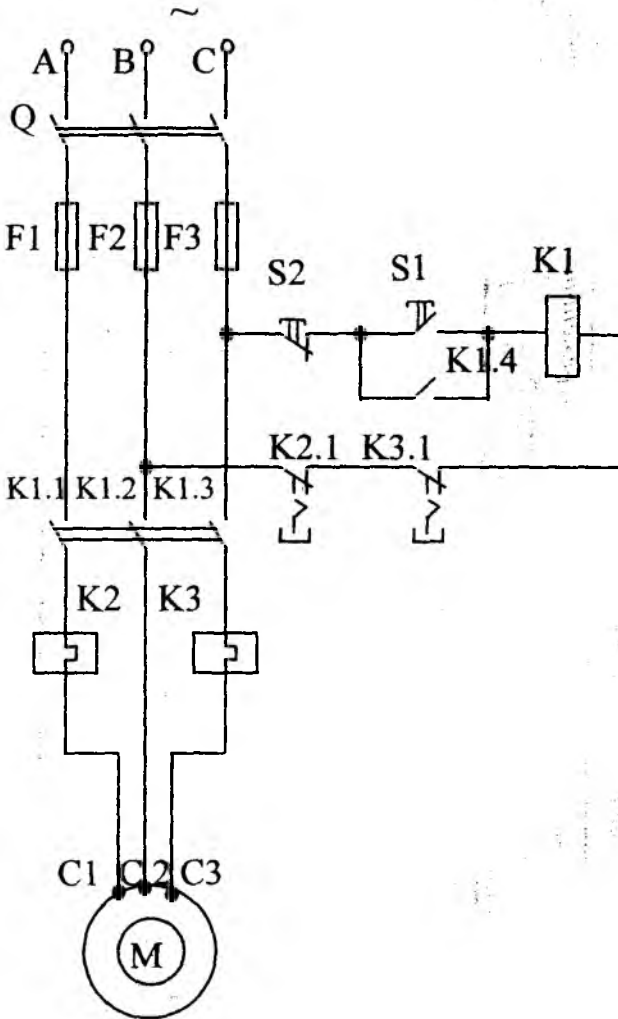 ~
A B C
Q
F1 F2 F3
S2 S1 K1
K1.4
K2.1 K3.1
K1.1 K1.2 K1.3
K2 K3
C1 C2 C3
M